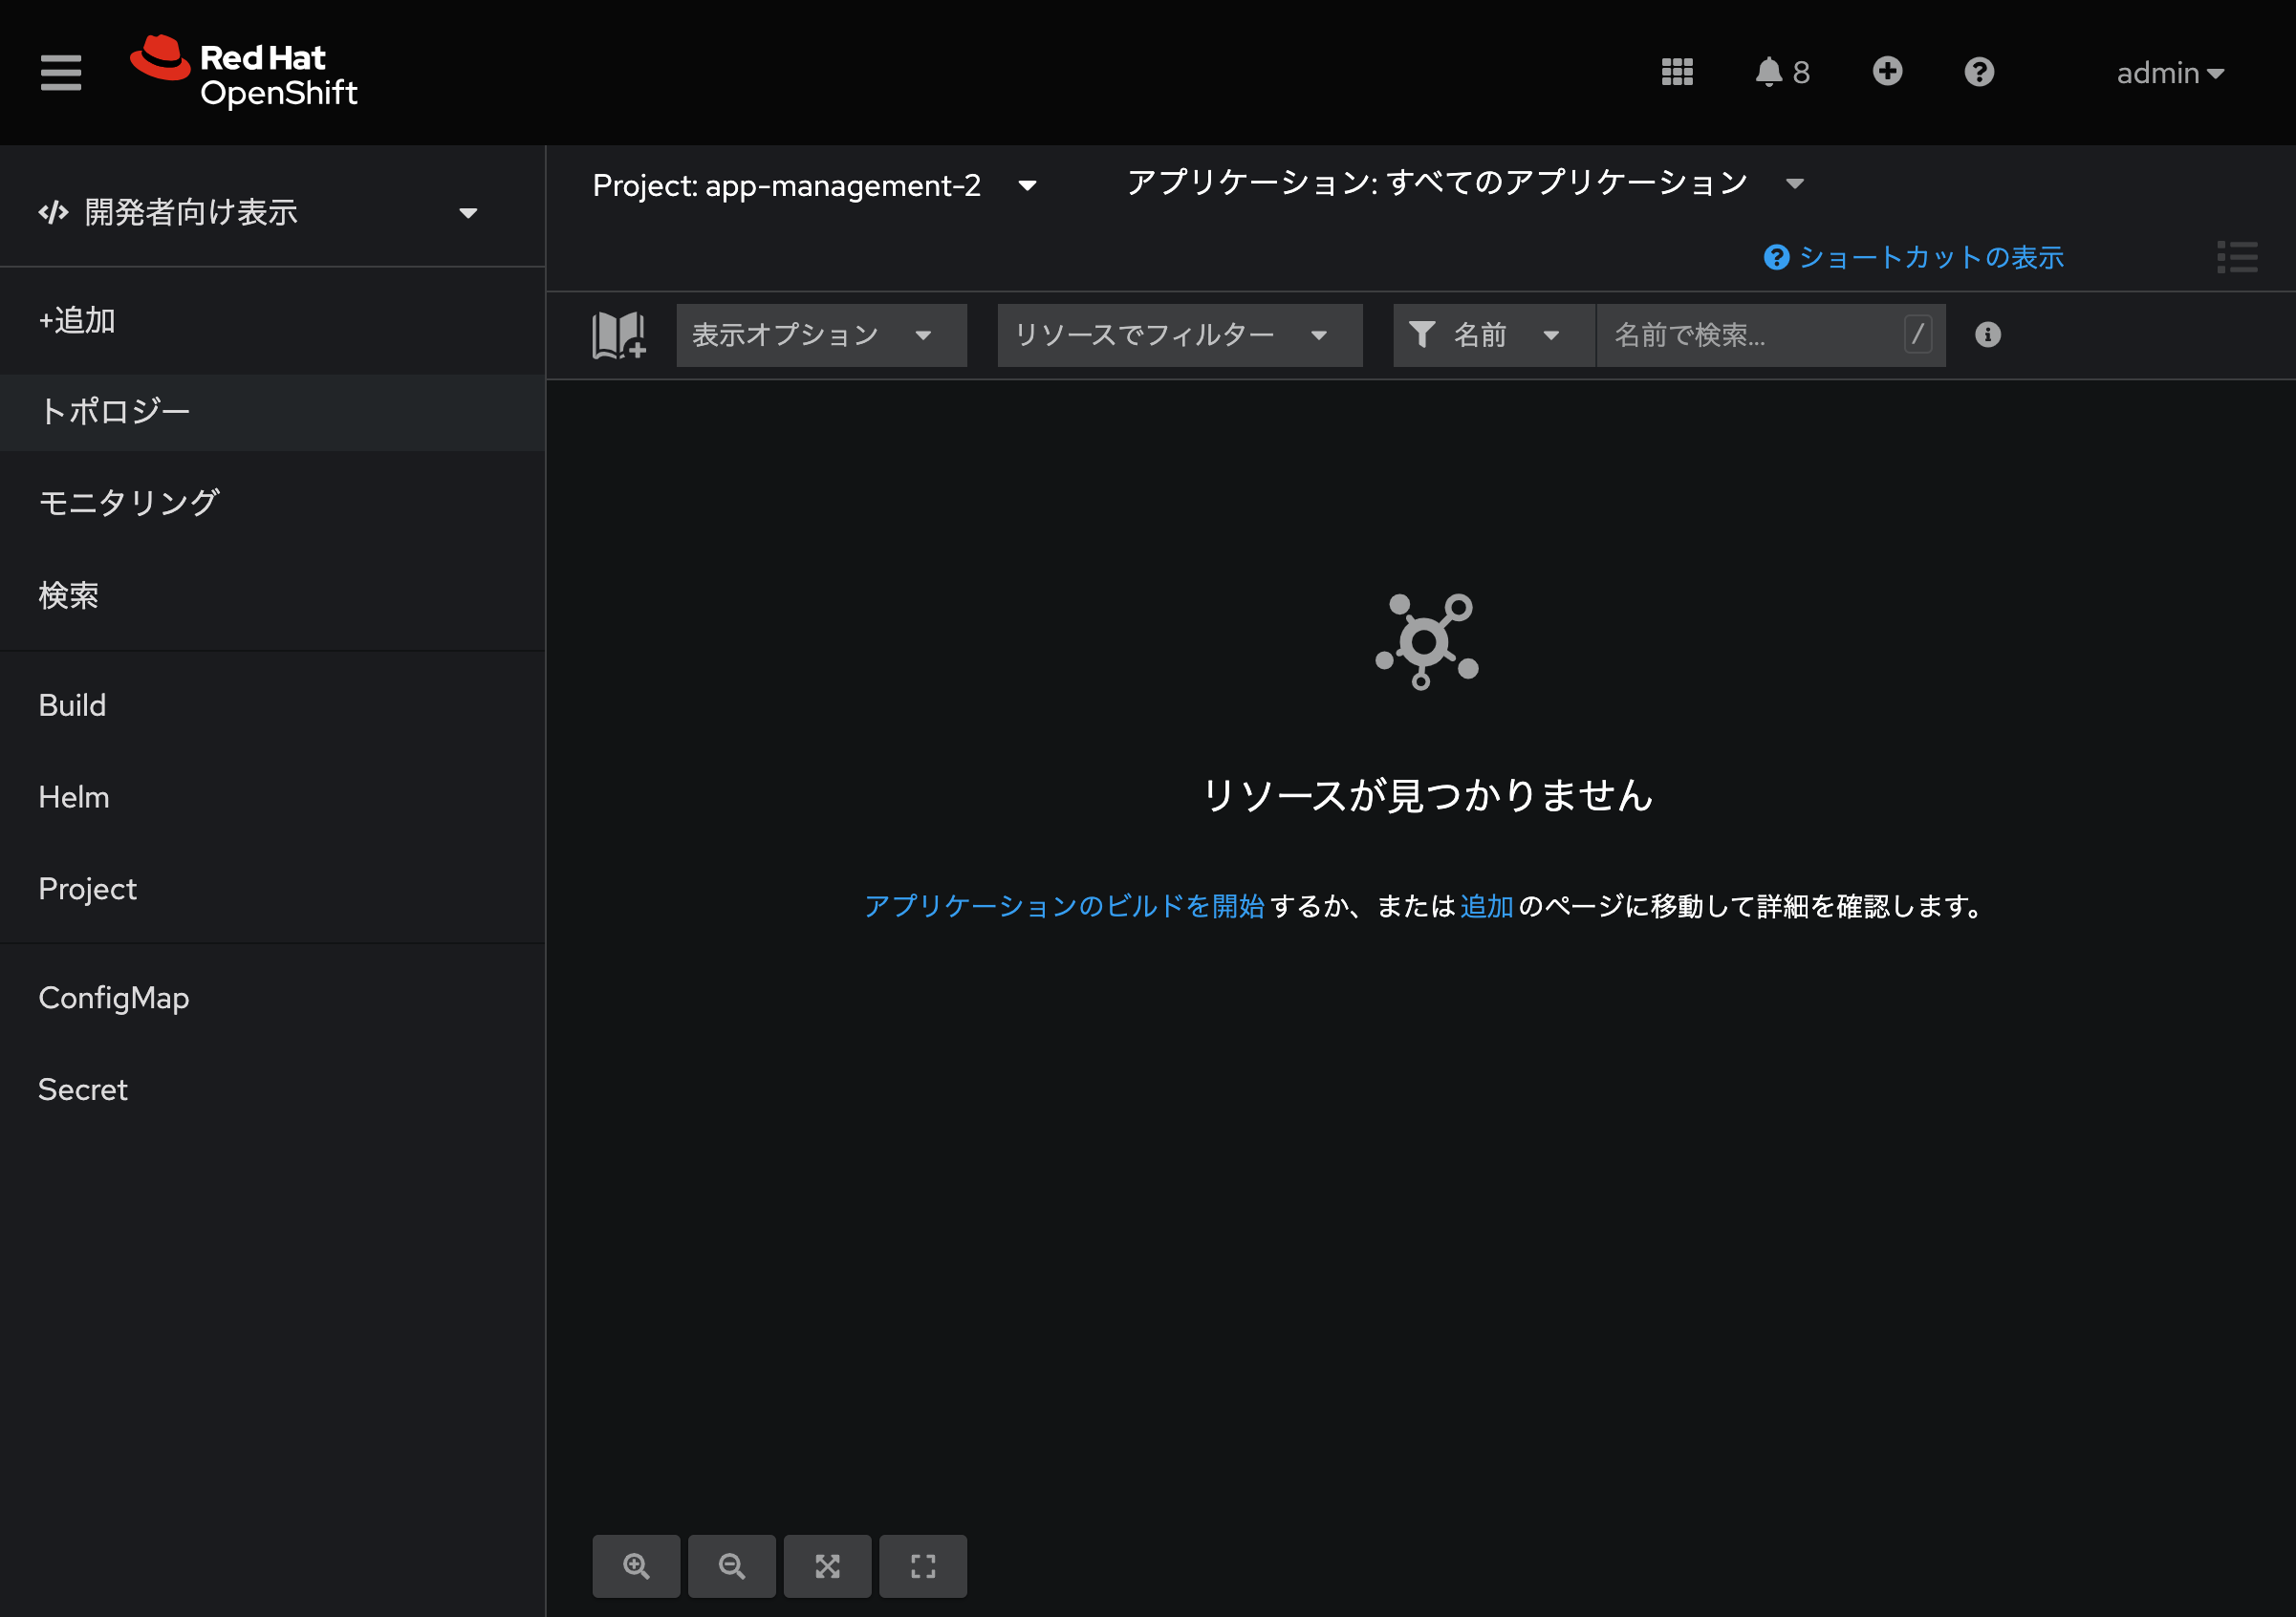 Red Hat
OpenShift
8
admin
開発者向け表示
+追加
トポロジー
モニタリング
検索
Build
Helm
Project
ConfigMap
Secret
Project: app-management-2
アプリケーション: すべてのアプリケーション
ショートカットの表示
表示オプション
リソースでフィルター
名前
名前で検索...
/
リソースが見つかりません
アプリケーションのビルドを開始 するか、または 追加 のページに移動して詳細を確認します。